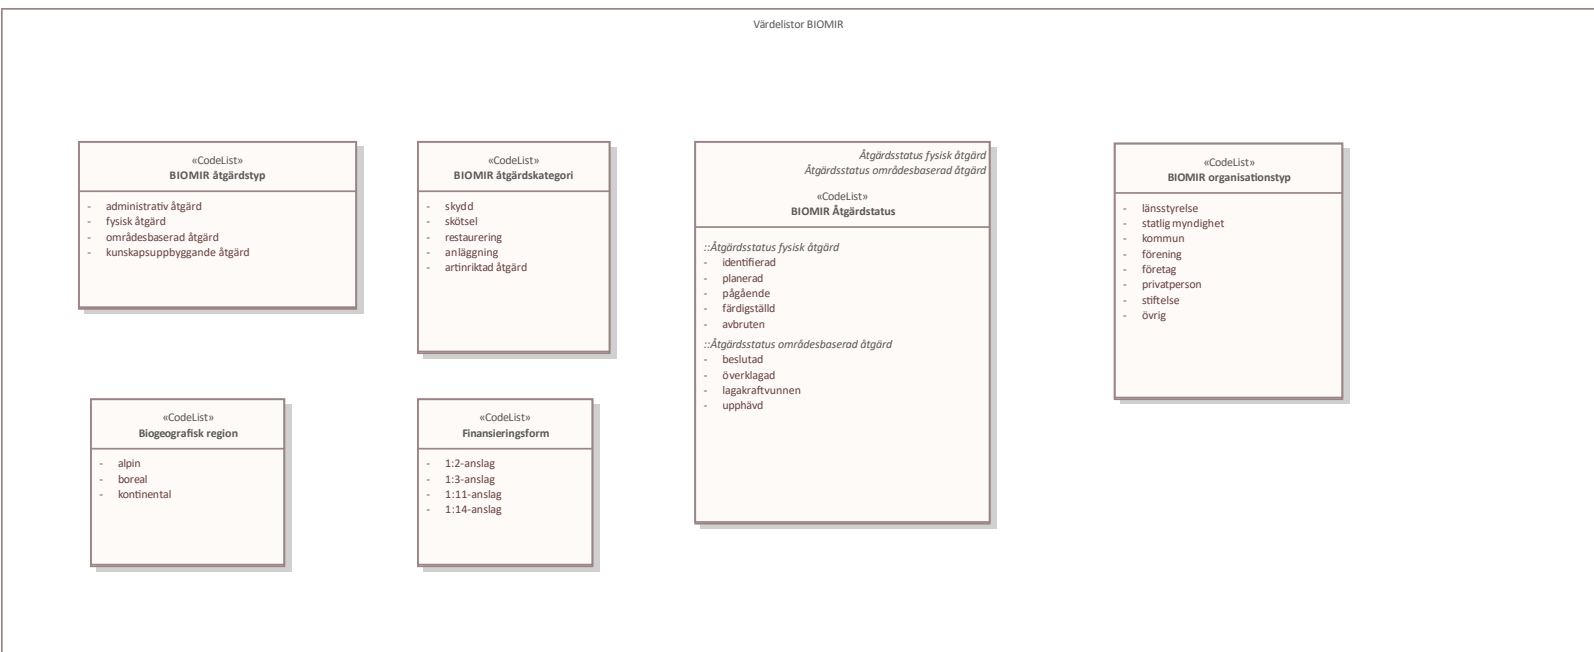 Värdelistor BIOMIR
«CodeList»
BIOMIR åtgärdstyp
- administrativ åtgärd
- fysisk åtgärd
- områdesbaserad åtgärd
- kunskapsuppbyggande åtgärd
«CodeList»
BIOMIR åtgärdskategori
- skydd
- skötsel
- restaurering
- anläggning
- artinriktad åtgärd
Åtgärdsstatus fysisk åtgärd
Åtgärdsstatus områdesbaserad åtgärd
«CodeList»
BIOMIR Åtgärdstatus
::Åtgärdsstatus fysisk åtgärd
- identifierad
- planerad
- pågående
- färdigställd
- avbruten
::Åtgärdsstatus områdesbaserad åtgärd
- beslutad
- överklagad
- lagakraftvunnen
- upphävd
«CodeList»
BIOMIR organisationstyp
- länsstyrelse
- statlig myndighet
- kommun
- förening
- företag
- privatperson
- stiftelse
- övrig
«CodeList»
Biogeografisk region
- alpin
- boreal
- kontinental
«CodeList»
Finansieringsform
- 1:2-anslag
- 1:3-anslag
- 1:11-anslag
- 1:14-anslag